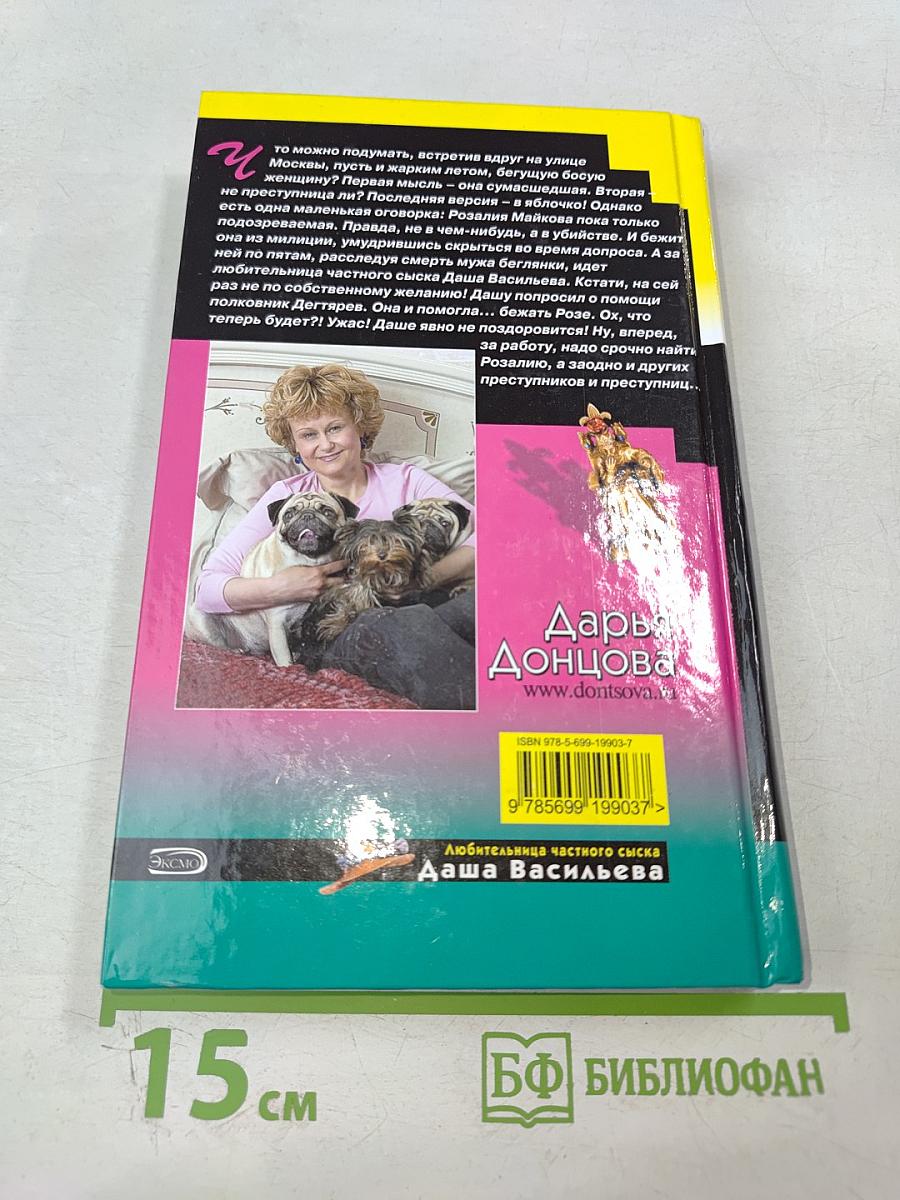 Что можно подумать, встретив вдруг на улице
Москвы, пусть и жарким летом, бегущую босую
женщину? Первая мысль – она сумасшедшая. Вторая –
не преступница ли? Последняя версия – в яблочко! Однако
есть одна маленькая оговорка: Розалия Майкова пока только
подозреваемая. Правда, не в чем-нибудь, а в убийстве. И бежит
она из милиции, умудрившись скрыться во время допроса. А за
ней по пятам, расследуя смерть мужа беглянки, идет
любительница частного сыска Даша Васильева. Кстати, на сей
раз не по собственному желанию! Дашу попросил о помощи
полковник Дегтярев. Она и помогла... бежать Розе. Ох, что
теперь будет?! Ужас! Даше явно не поздоровится! Ну, вперед,
за работу, надо срочно найти
Розалию, а заодно и других
преступников и преступниц...
Дарья
Донцова
www.dontsova.ru
ISBN 978-5-699-19903-7
9 785699 199037 >
ЭКСМО
Любительница частного сыска
Даша Васильева
15 см
БФ БИБЛИОФАН